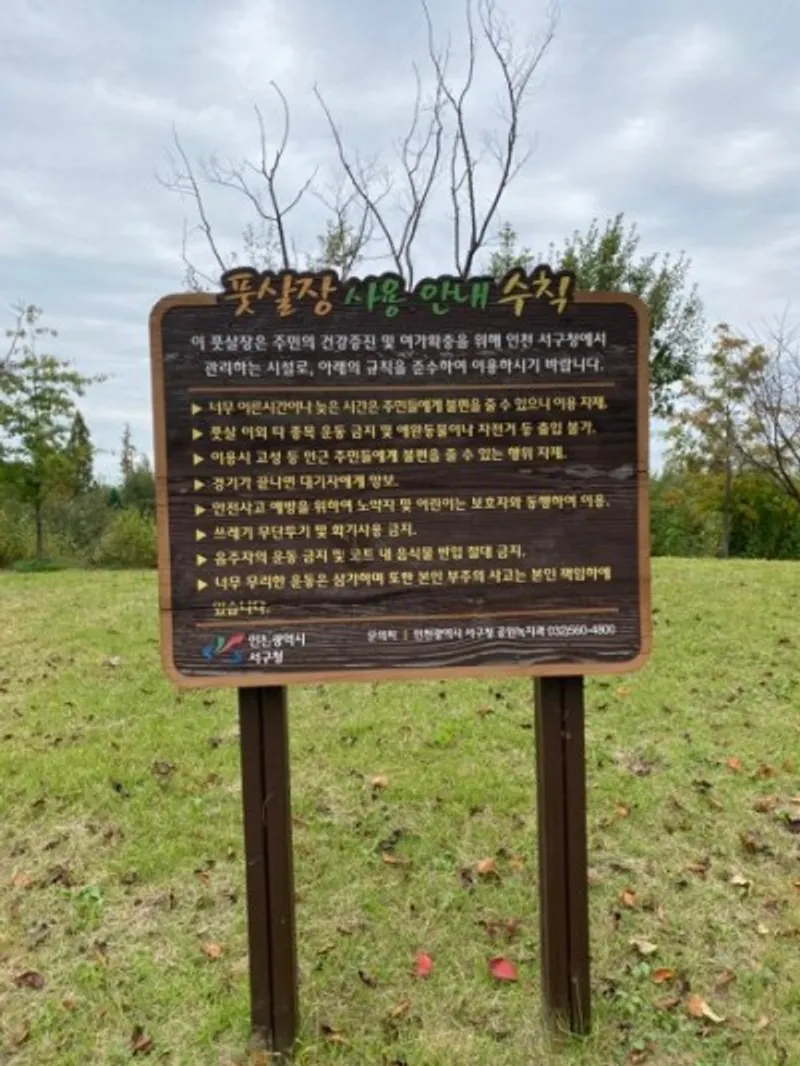 풋살장 사용 안내 수칙
이 풋살장은 주민의 건강증진 및 여가확충을 위해 인천 서구청에서
관리하는 시설로, 아래의 규칙을 준수하여 이용하시기 바랍니다.
▶ 너무 이른시간이나 늦은 시간은 주민들에게 불편을 줄 수 있으니 이용 자제.
▶ 풋살 이외 타 종목 운동 금지 및 애완동물이나 자전거 등 출입 불가.
▶ 이용시 고성 등 인근 주민들에게 불편을 줄 수 있는 행위 자제.
▶ 경기가 끝나면 대기자에게 양보.
▶ 안전사고 예방을 위하여 노약자 및 어린이는 보호자와 동행하여 이용.
▶ 쓰레기 무단투기 및 화기사용 금지.
▶ 음주자의 운동 금지 및 코트 내 음식물 반입 절대 금지.
▶ 너무 무리한 운동은 삼가하며 또한 본인 부주의 사고는 본인 책임하에
있습니다.
인천광역시
서구청
문의처 | 인천광역시 서구청 공원녹지과 032)560-4800